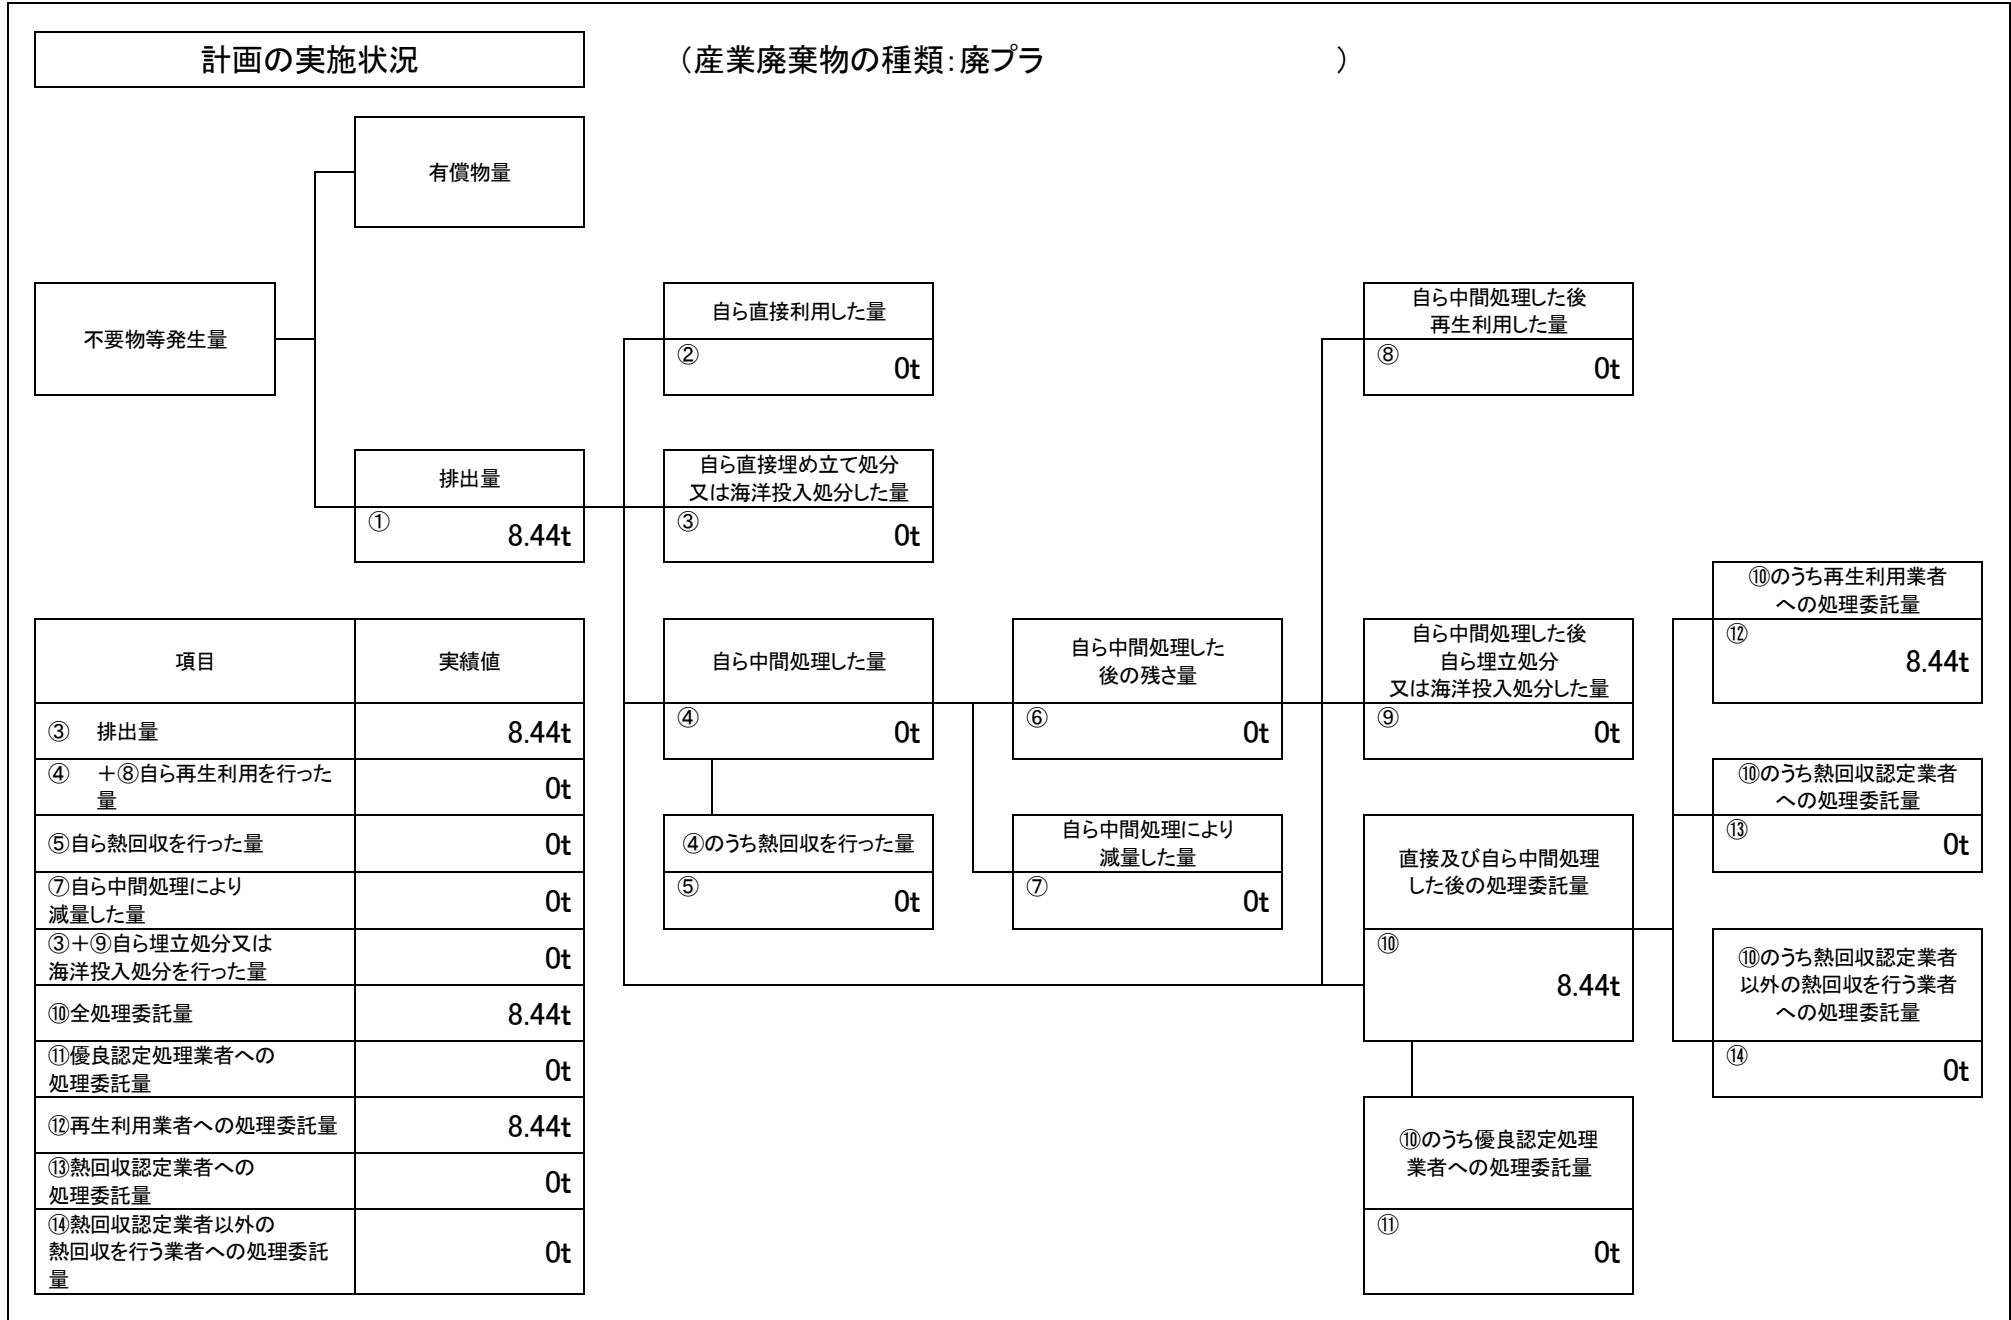 計画の実施状況
（産業廃棄物の種類：廃プラ　　　　　　　　　　）
有償物量
不要物等発生量
自ら直接利用した量
②
0t
自ら中間処理した後
再生利用した量
⑧
0t
排出量
①
8.44t
自ら直接埋め立て処分
又は海洋投入処分した量
③
0t
自ら中間処理した量
④
0t
自ら中間処理した
後の残さ量
⑥
0t
自ら中間処理した後
自ら埋立処分
又は海洋投入処分した量
⑨
0t
⑩のうち再生利用業者
への処理委託量
⑫
8.44t
④のうち熱回収を行った量
⑤
0t
自ら中間処理により
減量した量
⑦
0t
直接及び自ら中間処理
した後の処理委託量
⑩
8.44t
⑩のうち熱回収認定業者
への処理委託量
⑬
0t
⑩のうち熱回収認定業者
以外の熱回収を行う業者
への処理委託量
⑭
0t
⑩のうち優良認定処理
業者への処理委託量
⑪
0t
項目 実績値
③ 排出量 8.44t
④ ＋⑧自ら再生利用を行った
量
0t
⑤自ら熱回収を行った量 0t
⑦自ら中間処理により
減量した量
0t
③＋⑨自ら埋立処分又は
海洋投入処分を行った量
0t
⑩全処理委託量 8.44t
⑪優良認定処理業者への
処理委託量
0t
⑫再生利用業者への処理委託量 8.44t
⑬熱回収認定業者への
処理委託量
0t
⑭熱回収認定業者以外の
熱回収を行う業者への処理委託
量
0t